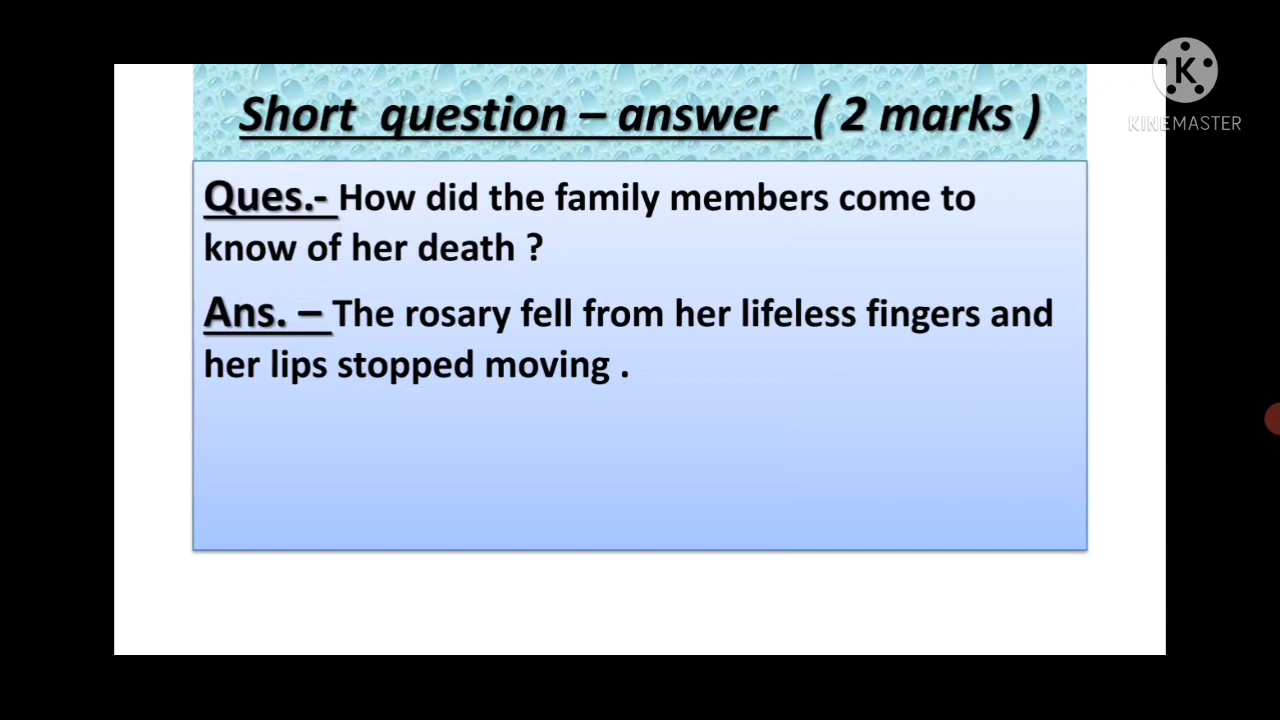 K
KINEMASTER
Short question – answer ( 2 marks )
Ques.- How did the family members come to
know of her death ?
Ans. – The rosary fell from her lifeless fingers and
her lips stopped moving .